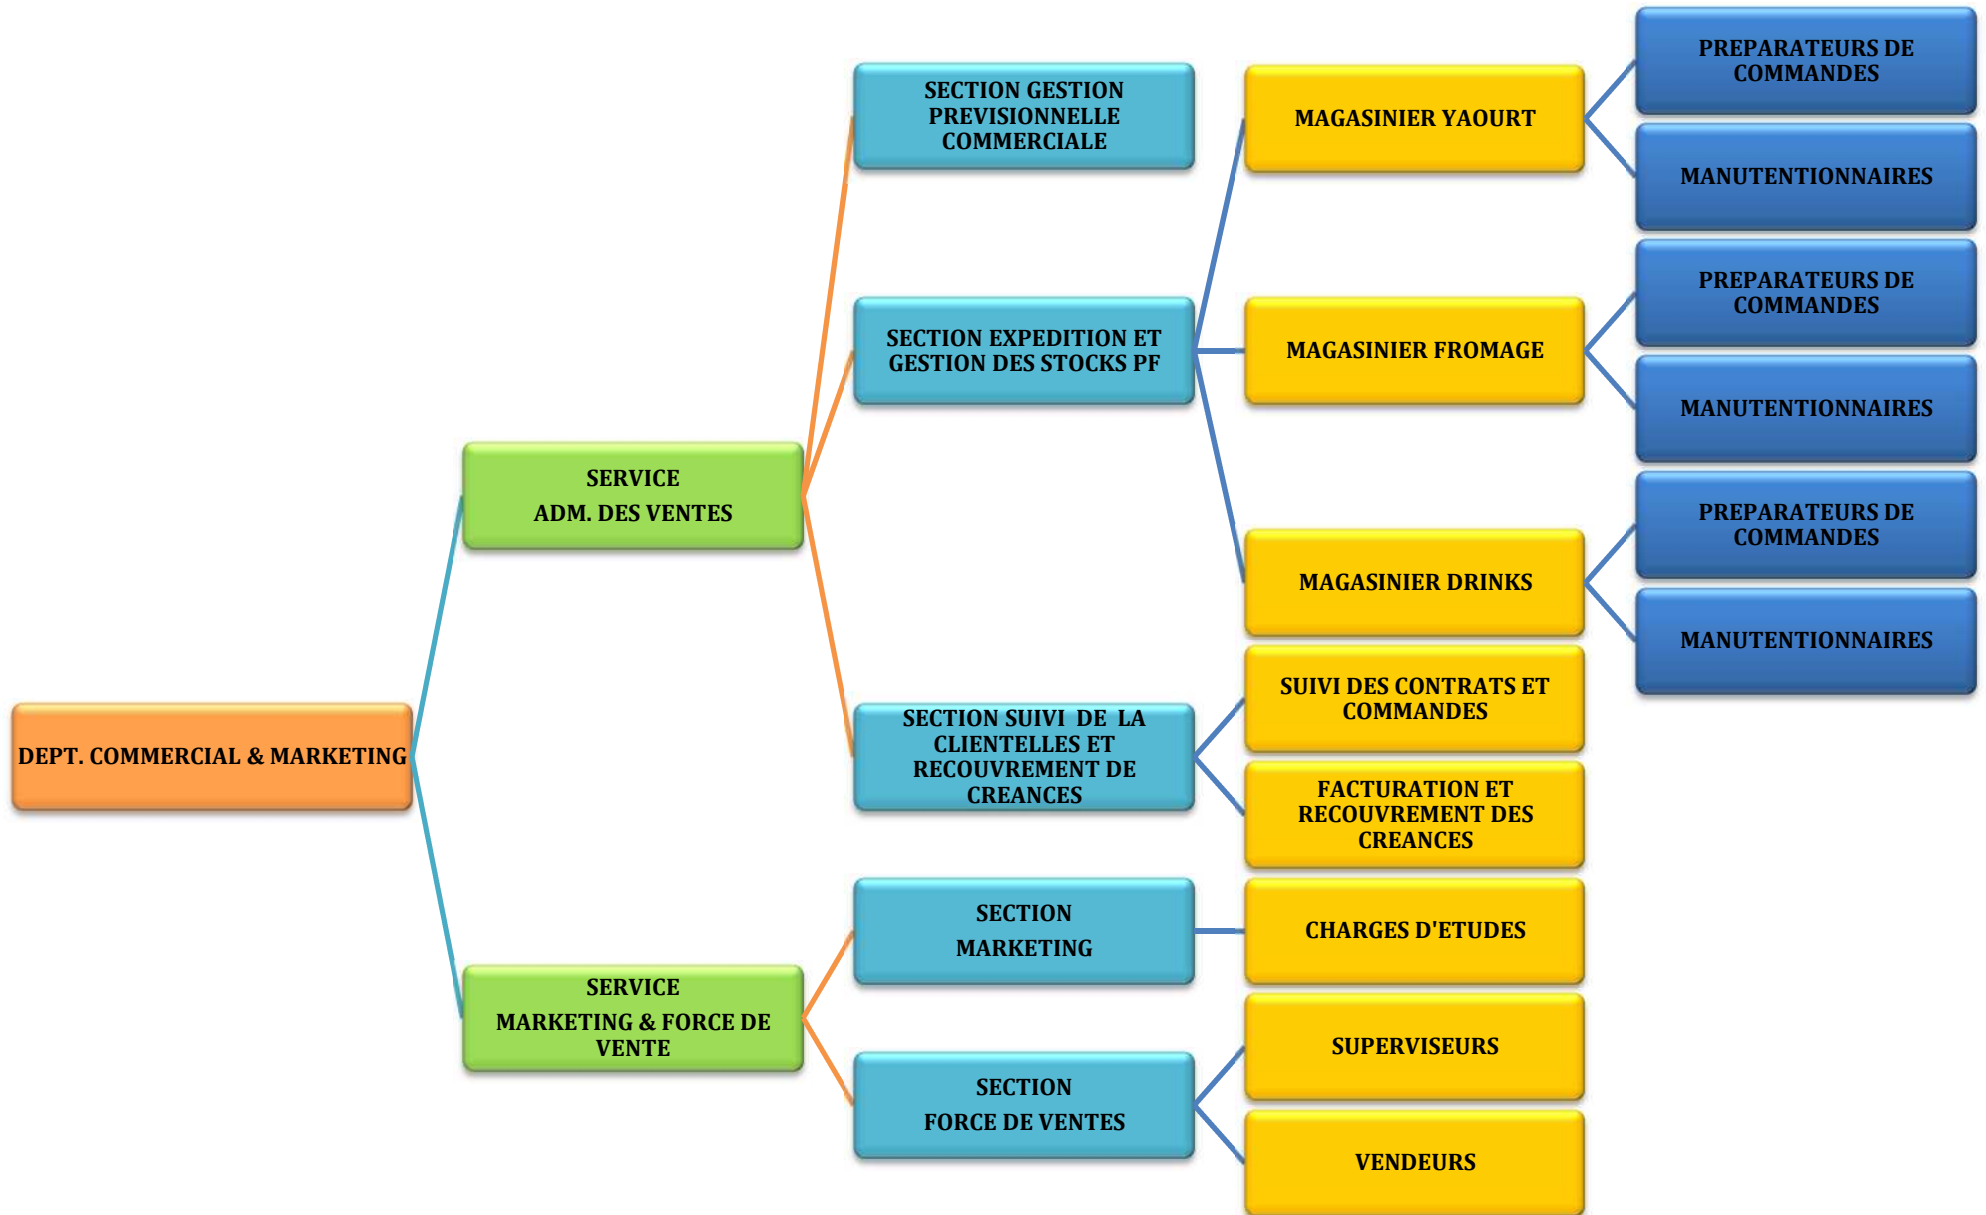 DEPT. COMMERCIAL & MARKETING
SERVICE
ADM. DES VENTES
SECTION GESTION
PREVISIONNELLE
COMMERCIALE
SECTION EXPEDITION ET
GESTION DES STOCKS PF
MAGASINIER YAOURT
PREPARATEURS DE
COMMANDES
MANUTENTIONNAIRES
MAGASINIER FROMAGE
PREPARATEURS DE
COMMANDES
MANUTENTIONNAIRES
MAGASINIER DRINKS
PREPARATEURS DE
COMMANDES
MANUTENTIONNAIRES
SECTION SUIVI DE LA
CLIENTELLES ET
RECOUVREMENT DE
CREANCES
SUIVI DES CONTRATS ET
COMMANDES
FACTURATION ET
RECOUVREMENT DES
CREANCES
SERVICE
MARKETING & FORCE DE
VENTE
SECTION
MARKETING
CHARGES D'ETUDES
SECTION
FORCE DE VENTES
SUPERVISEURS
VENDEURS